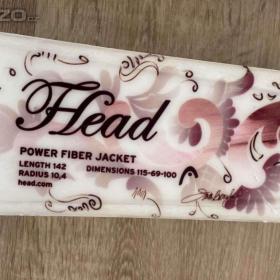 Head
POWER FIBER JACKET
LENGTH 142
DIMENSIONS 115-69-100
RADIUS 10,4
head.com